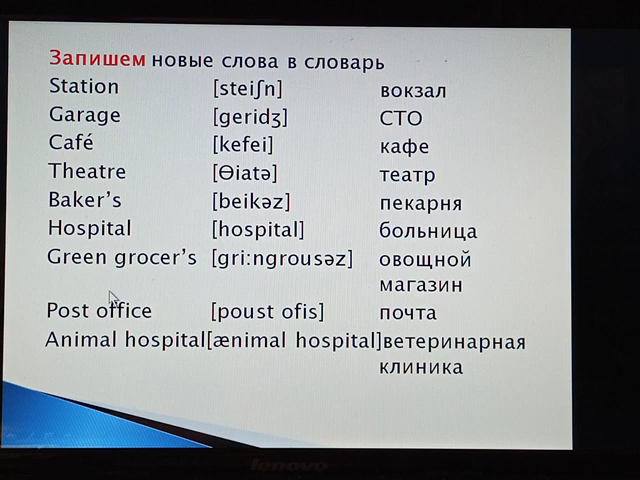 Запишем новые слова в словарь
Station [steiʃn] вокзал
Garage [geridʒ] СТО
Café [kefei] кафе
Theatre [Ɵiatə] театр
Baker's [beikəz] пекарня
Hospital [hospital] больница
Green grocer's [gri:ngrousəz] овощной
магазин
Post office [poust ofis] почта
Animal hospital[ænimal hospital]ветеринарная
клиника
lenovo